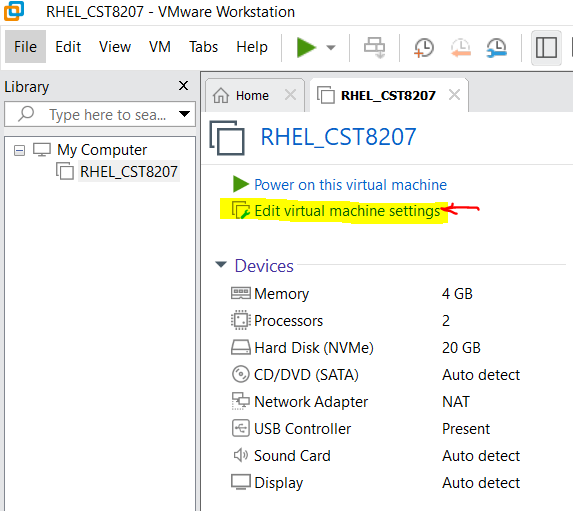 RHEL_CST8207 - VMware Workstation
File Edit View VM Tabs Help
Library
Home RHEL_CST8207
Type here to sea...
My Computer
RHEL_CST8207
RHEL_CST8207
Power on this virtual machine
Edit virtual machine settings
Devices
Memory 4 GB
Processors 2
Hard Disk (NVMe) 20 GB
CD/DVD (SATA) Auto detect
Network Adapter NAT
USB Controller Present
Sound Card Auto detect
Display Auto detect